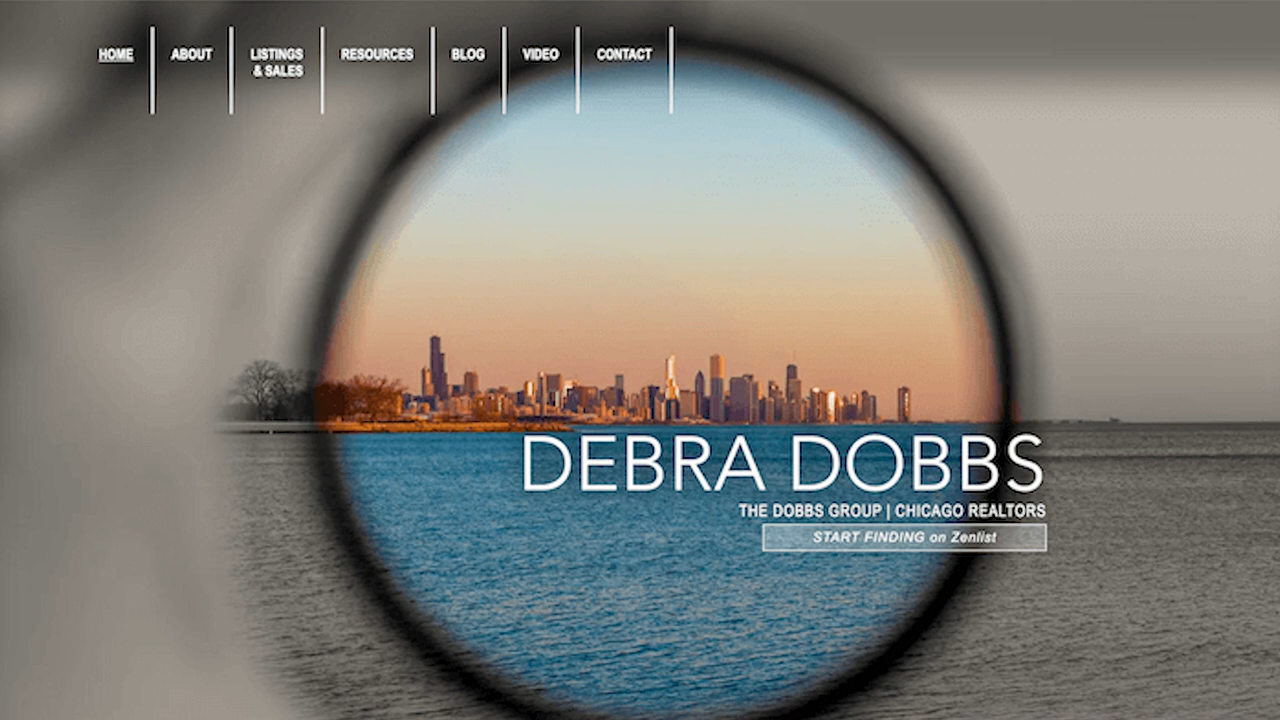 HOME
ABOUT
LISTINGS
& SALES
RESOURCES
BLOG
VIDEO
CONTACT
DEBRA DOBBS
THE DOBBS GROUP | CHICAGO REALTORS
START FINDING on Zenlist